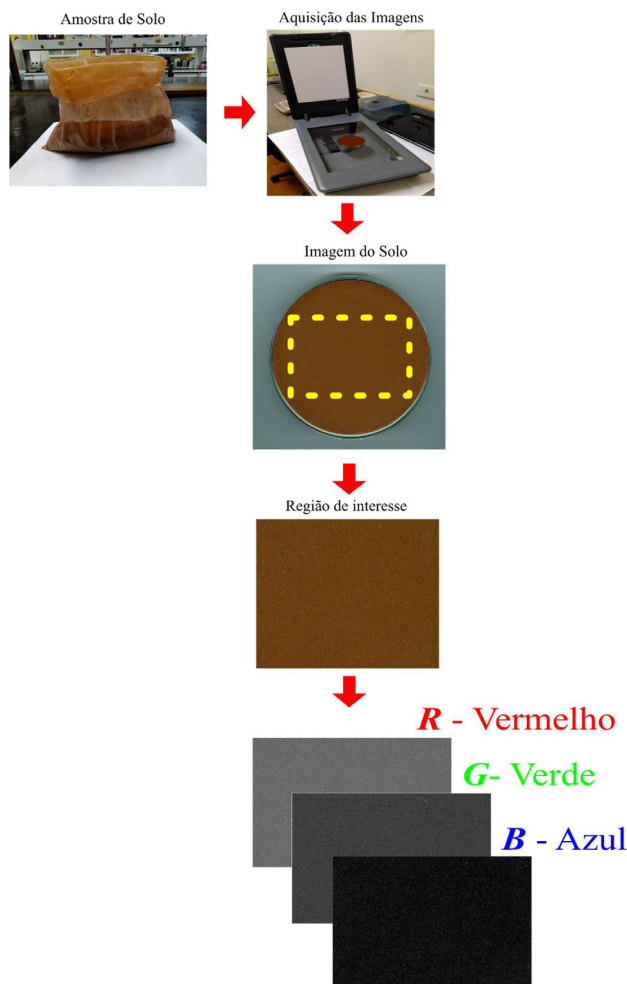 Amostra de Solo
Aquisição das Imagens
Imagem do Solo
Região de interesse
R - Vermelho
G- Verde
B - Azul